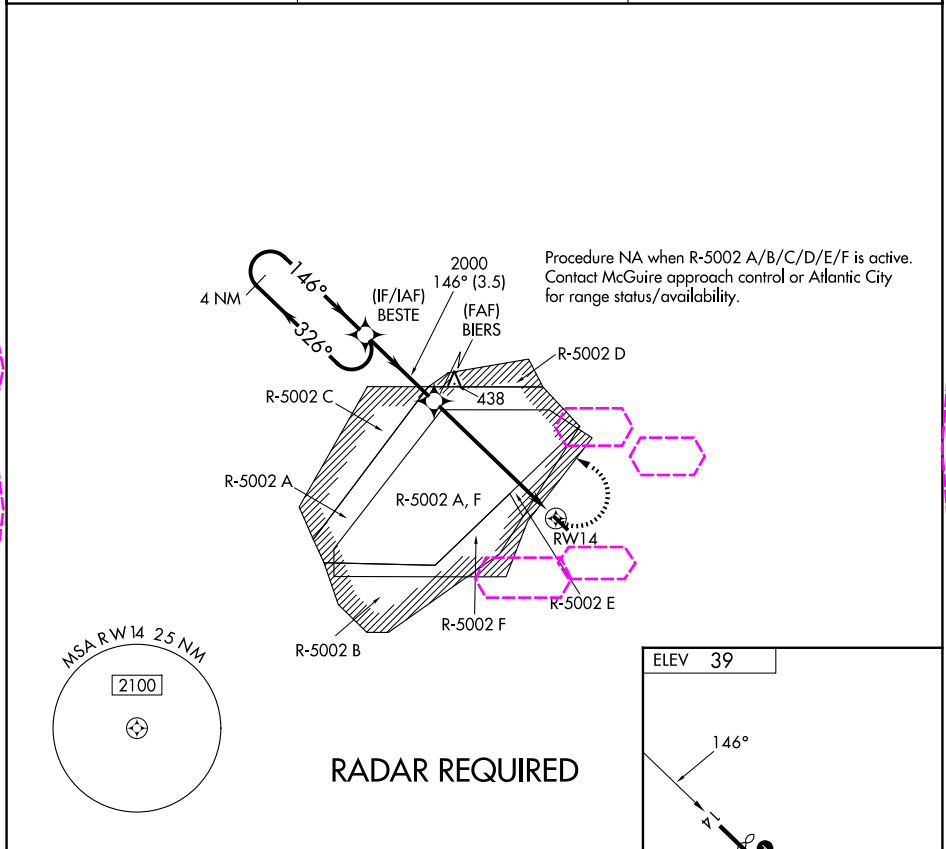 Procedure NA when R-5002 A/B/C/D/E/F is active.
Contact McGuire approach control or Atlantic City
for range status/availability.
2000
146° (3.5)
146°
4 NM
326°
(IF/IAF)
BESTE
(FAF)
BIERS
R-5002 D
438
R-5002 C
R-5002 A
R-5002 A, F
RW14
R-5002 E
R-5002 F
R-5002 B
MSA RW14 25 NM
2100
RADAR REQUIRED
ELEV 39
146°
14